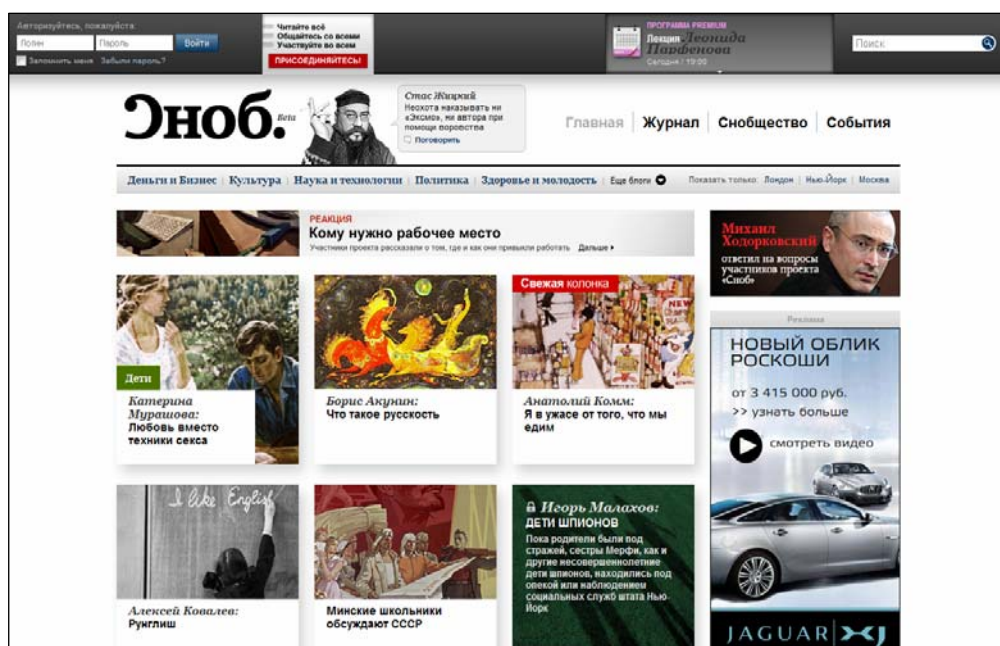 Авторизуйтесь, пожалуйста:
Логин
Пароль
Войти
Запомнить меня Забыли пароль?
Читайте всё
Общайтесь со всеми
Участвуйте во всем
ПРИСОЕДИНЯЙТЕСЬ!
ПРОГРАММА PREMIUM
Лекция Леонида
Парфенова
Сегодня / 19:00
Поиск
Сноб. Beta
Стас Жицкий
Неохота наказывать ни
«Эксмо», ни автора при
помощи воровства
Поговорить
Главная Журнал Снобщество События
Деньги и Бизнес Культура Наука и технологии Политика Здоровье и молодость Еще блоги
Показать только: Лондон Нью-Йорк Москва
РЕАКЦИЯ
Кому нужно рабочее место
Участники проекта рассказали о том, где и как они привыкли работать Дальше
Михаил
Ходорковский
ответил на вопросы
участников проекта
«Сноб»
Дети
Катерина
Мурашова:
Любовь вместо
техники секса
Борис Акунин:
Что такое русскость
Свежая колонка
NEW
Анатолий Комм:
Я в ужасе от того, что мы
едим
Реклама
НОВЫЙ ОБЛИК
РОСКОШИ
от 3 415 000 руб.
>> узнать больше
смотреть видео
JAGUAR XJ
I like English
Алексей Ковалев:
Рунглиш
Минские школьники
обсуждают СССР
Игорь Малахов:
ДЕТИ ШПИОНОВ
Пока родители были под
стражей, сестры Мерфи, как и
другие несовершеннолетние
дети шпионов, находились под
опекой или наблюдением
социальных служб штата Нью-
Йорк